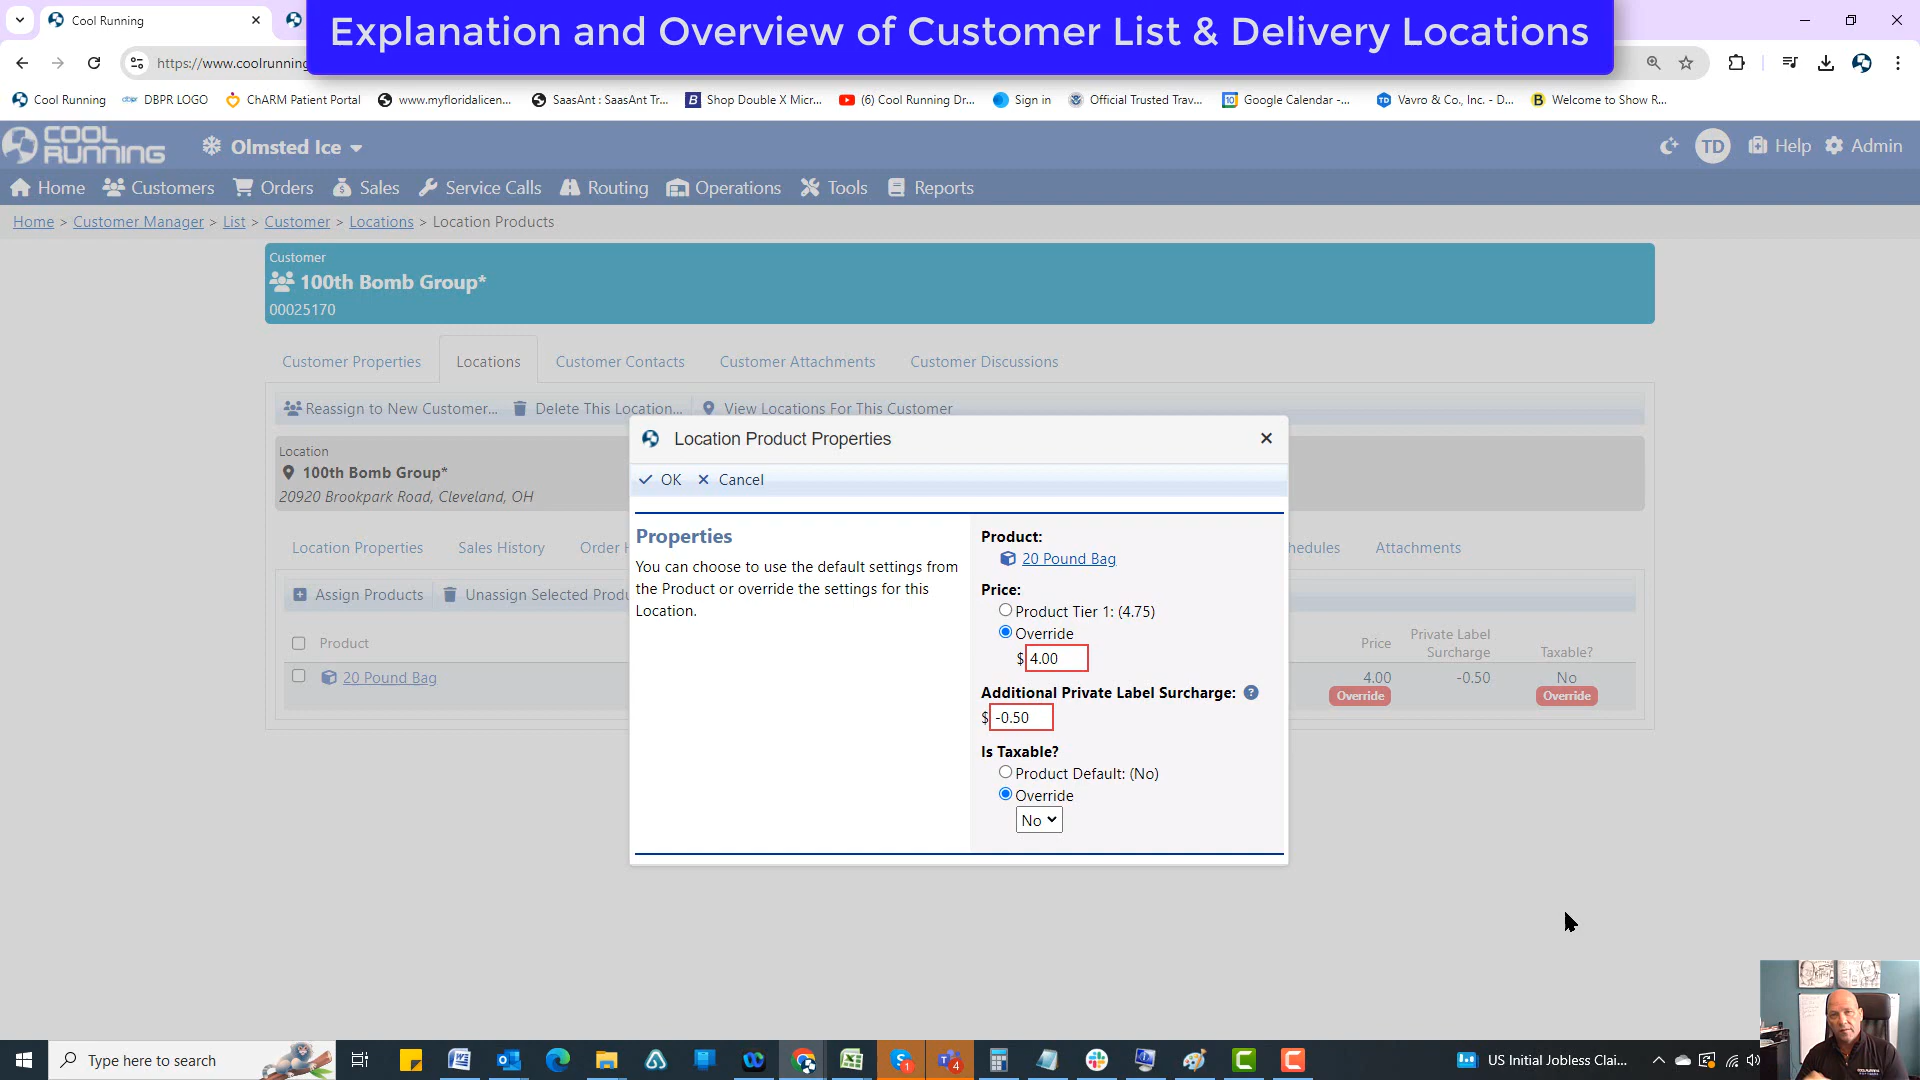 Cool Running
Explanation and Overview of Customer List & Delivery Locations
https://www.coolrunning
Cool Running
DBPR LOGO
ChARM Patient Portal
www.myfloridalicen...
SaasAnt : SaasAnt Tr...
Shop Double X Micr...
(6) Cool Running Dr...
Sign in
Official Trusted Trav...
Google Calendar -...
Vavro & Co., Inc. - D...
Welcome to Show R...
COOL
RUNNING
Olmsted Ice
TD
Help
Admin
Home
Customers
Orders
Sales
Service Calls
Routing
Operations
Tools
Reports
Home > Customer Manager > List > Customer > Locations > Location Products
Customer
100th Bomb Group*
00025170
Customer Properties
Locations
Customer Contacts
Customer Attachments
Customer Discussions
Reassign to New Customer...
Delete This Location...
View Locations For This Customer
Location
100th Bomb Group*
20920 Brookpark Road, Cleveland, OH
Location Properties
Sales History
Order H
hedules
Attachments
Assign Products
Unassign Selected Produ
Product
Price
Private Label
Surcharge
Taxable?
20 Pound Bag
4.00
-0.50
No
Override
Override
Location Product Properties
OK
Cancel
Properties
You can choose to use the default settings from
the Product or override the settings for this
Location.
Product:
20 Pound Bag
Price:
Product Tier 1: (4.75)
Override
$ 4.00
Additional Private Label Surcharge: ?
$ -0.50
Is Taxable?
Product Default: (No)
Override
No
Type here to search
US Initial Jobless Clai...